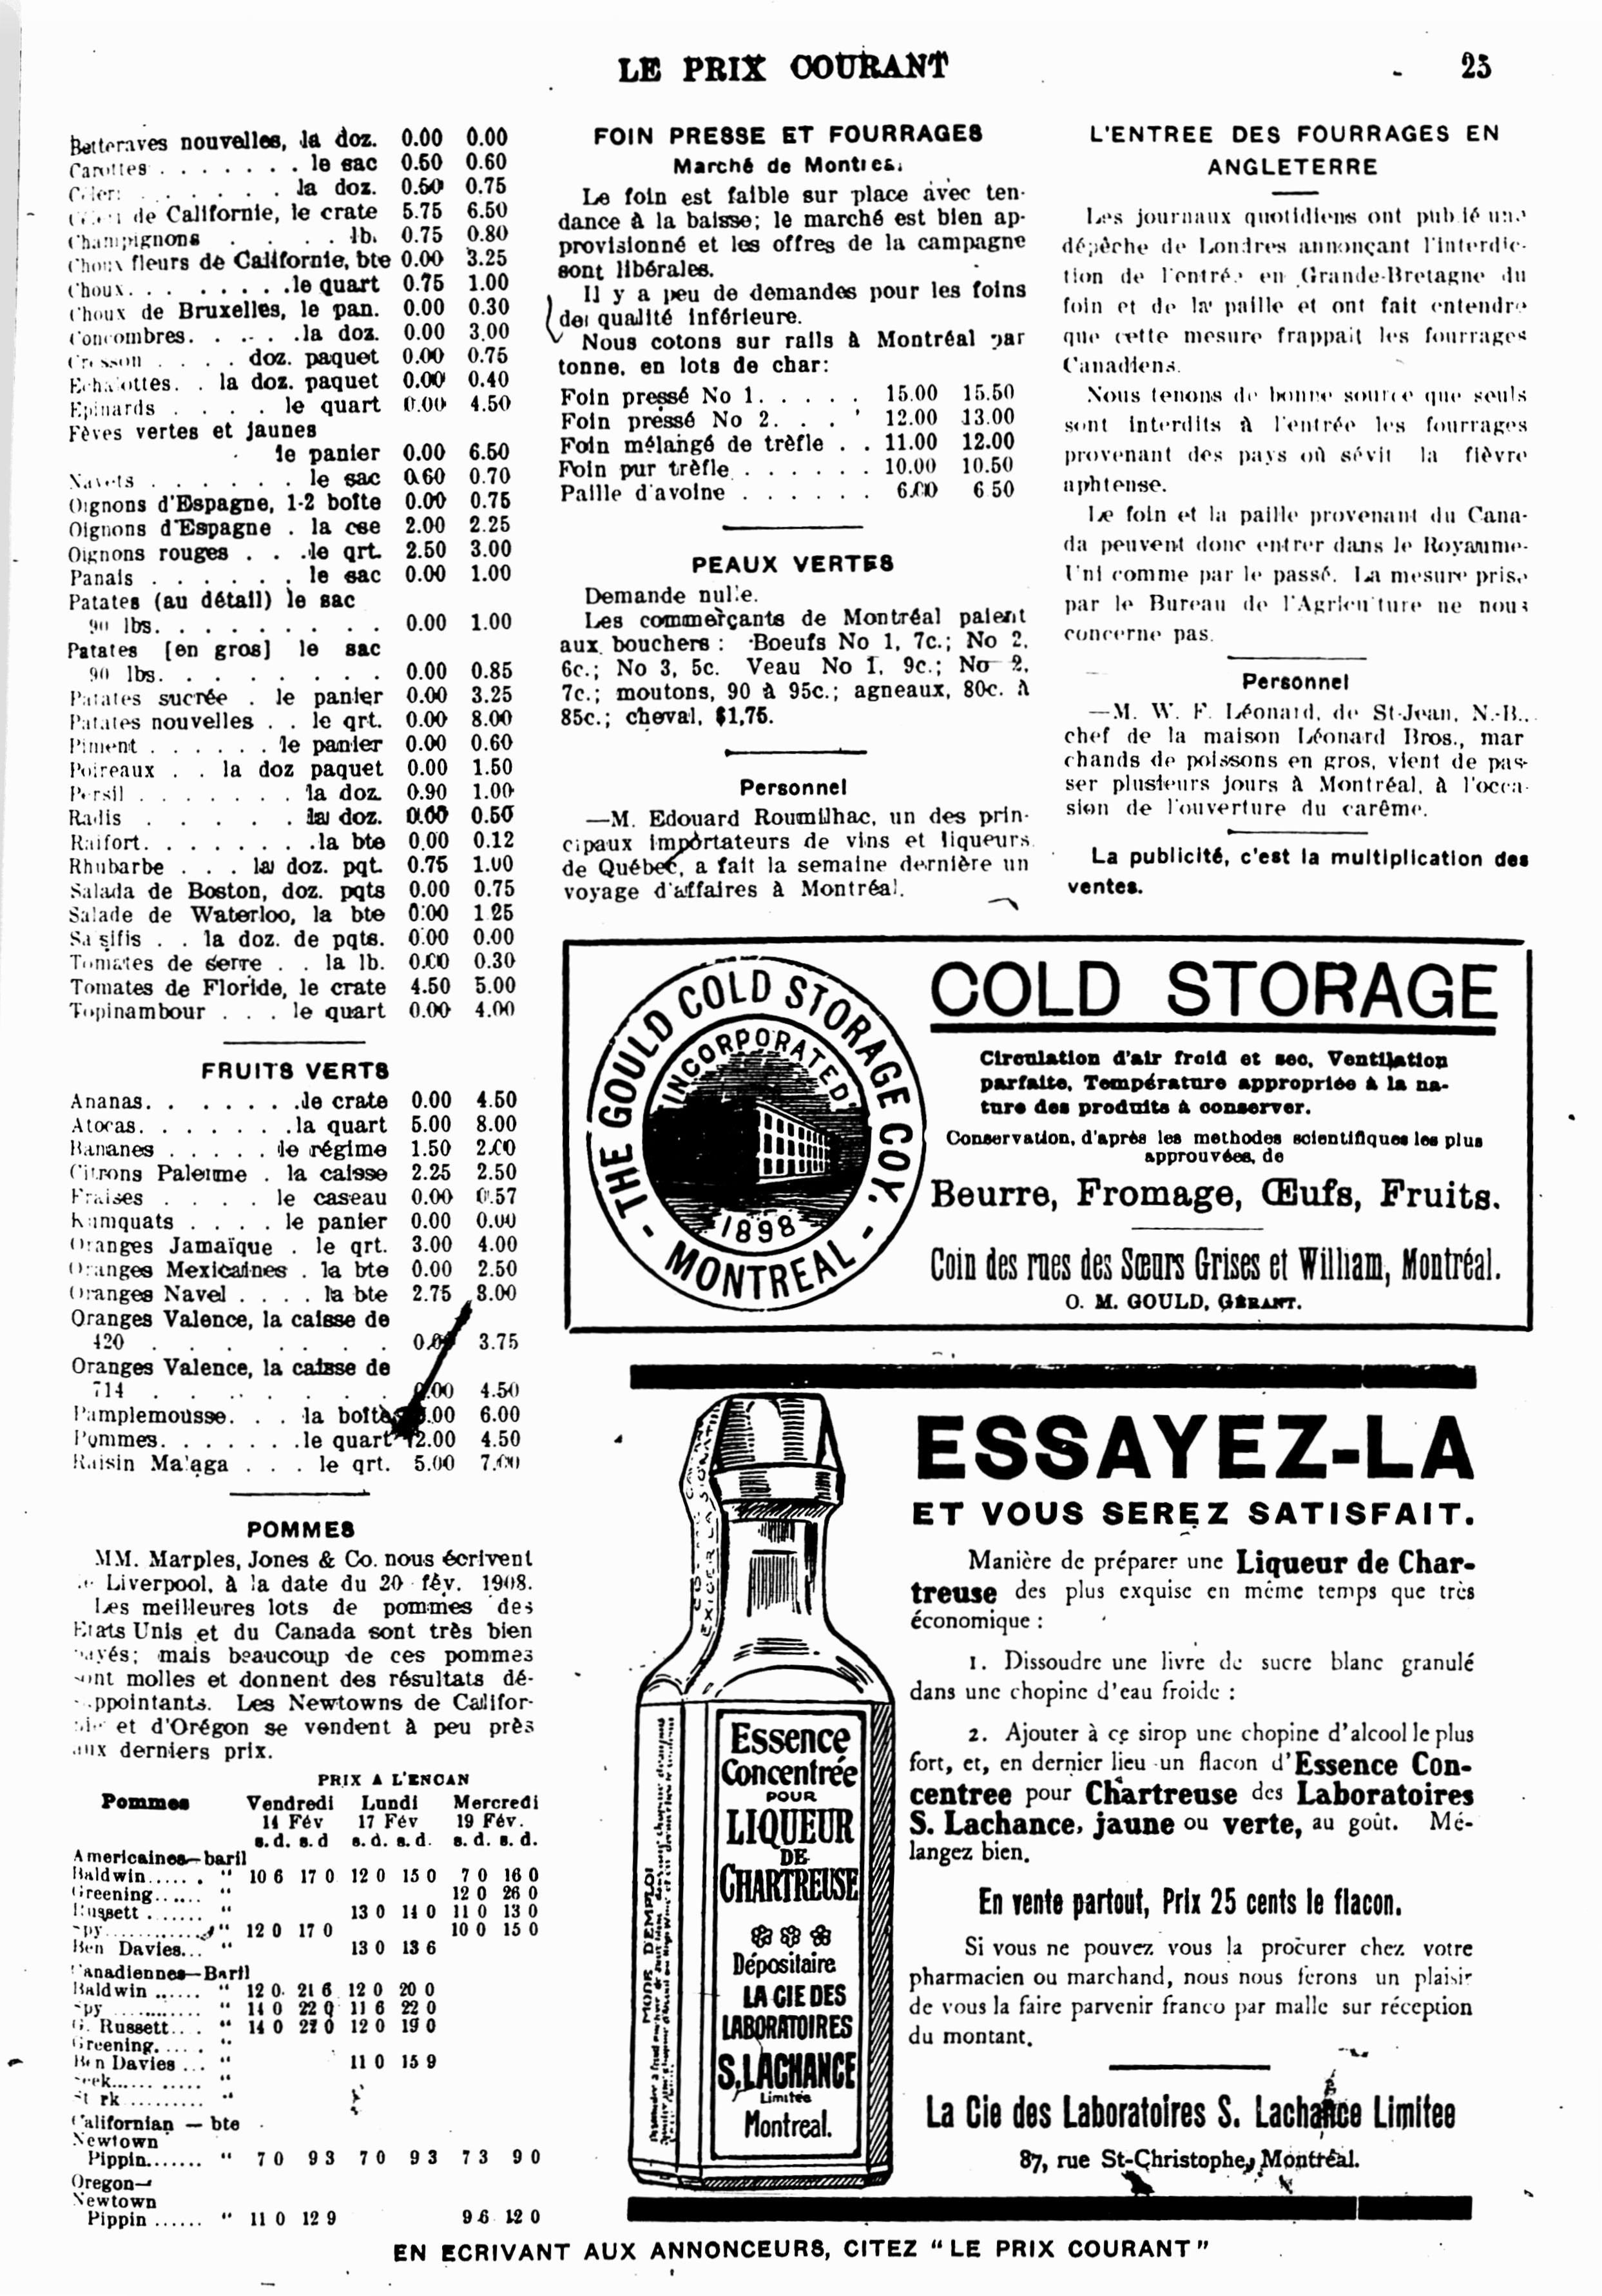 LE PRIX COURANT
25
Betteraves nouvelles, la doz. 0.00 0.00
Carottes . . . . . . . le sac 0.50 0.60
. . . . . . la doz. 0.50 0.75
de Californie, le crate 5.75 6.50
Champignons . . . . lb. 0.75 0.80
Choux fleurs de Californie, bte 0.00 3.25
Choux. . . . . . . .le quart 0.75 1.00
Choux de Bruxelles, le pan. 0.00 0.30
Concombres. . . . . .la doz. 0.00 3.00
Cresson . . . . doz. paquet 0.00 0.75
Echalottes. . la doz. paquet 0.00 0.40
Epinards . . . . le quart 0.00 4.50
Fèves vertes et jaunes
le panier 0.00 6.50
Navets . . . . . . . le sac 0.60 0.70
Oignons d'Espagne, 1-2 boîte 0.00 0.75
Oignons d'Espagne . la cse 2.00 2.25
Oignons rouges . . .le qrt. 2.50 3.00
Panais . . . . . . le sac 0.00 1.00
Patates (au détail) le sac
90 lbs. . . . . . . . . 0.00 1.00
Patates [en gros] le sac
90 lbs. . . . . . . . . 0.00 0.85
Patates sucrée . le panier 0.00 3.25
Patates nouvelles . . le qrt. 0.00 8.00
Piment . . . . . . le panier 0.00 0.60
Poireaux . . la doz paquet 0.00 1.50
Persil . . . . . . . la doz. 0.90 1.00
Radis . . . . . la doz. 0.00 0.50
Raifort. . . . . . . .la bte 0.00 0.12
Rhubarbe . . . la doz. pqt. 0.75 1.00
Salada de Boston, doz. pqts 0.00 0.75
Salade de Waterloo, la bte 0.00 1.25
Salsifis . . la doz. de pqts. 0.00 0.00
Tomates de serre . . la lb. 0.00 0.30
Tomates de Floride, le crate 4.50 5.00
Topinambour . . . le quart 0.00 4.00
FRUITS VERTS
Ananas. . . . . . .le crate 0.00 4.50
Atocas. . . . . . . .la quart 5.00 8.00
Bananes . . . . . le régime 1.50 2.00
Citrons Palerme . la caisse 2.25 2.50
Fraises . . . . le caseau 0.00 0.57
Kumquats . . . . le panier 0.00 0.00
Oranges Jamaïque . le qrt. 3.00 4.00
Oranges Mexicaines . la bte 0.00 2.50
Oranges Navel . . . . la bte 2.75 3.00
Oranges Valence, la caisse de
420 . . . . . . . . 3.75
Oranges Valence, la caisse de
714 . . . . . . . . 0.00 4.50
Pamplemousse. . . la boîte 6.00
Pommes. . . . . . . .le quart 2.00 4.50
Raisin Malaga . . . le qrt. 5.00 7.00
POMMES
MM. Marples, Jones & Co. nous écrivent
Liverpool, à la date du 20 fév. 1908.
Les meilleures lots de pommes des
Etats Unis et du Canada sont très bien
payés; mais beaucoup de ces pommes
sont molles et donnent des résultats dé-
sappointants. Les Newtowns de Califor-
nie et d'Orégon se vendent à peu près
aux derniers prix.
PRIX A L'ENCAN
Pommes Vendredi Lundi Mercredi
14 Fév 17 Fév 19 Fév.
s. d. s. d s. d. s. d. s. d. s. d.
Americaines—baril
Baldwin...... " 10 6 17 0 12 0 15 0 7 0 16 0
Greening...... " 12 0 26 0
Russett ....... " 13 0 14 0 11 0 13 0
Spy............ " 12 0 17 0 10 0 15 0
Ben Davies... " 13 0 13 6
Canadiennes—Baril
Baldwin ...... " 12 0 21 6 12 0 20 0
Spy ............ " 14 0 22 0 11 6 22 0
G. Russett.... " 14 0 22 0 12 0 19 0
Greening..... "
Ben Davies ... " 11 0 15 9
"
"
Californian — bte
Newtown
Pippin....... " 7 0 9 3 7 0 9 3 7 3 9 0
Oregon—
Newtown
Pippin ...... " 11 0 12 9 9 6 12 0
FOIN PRESSE ET FOURRAGES
Marché de Montréal
Le foin est faible sur place avec ten-
dance à la baisse; le marché est bien ap-
provisionné et les offres de la campagne
sont libérales.
Il y a peu de demandes pour les foins
de qualité inférieure.
Nous cotons sur rails à Montréal par
tonne, en lots de char:
Foin pressé No 1. . . . . 15.00 15.50
Foin pressé No 2. . . . 12.00 13.00
Foin mélangé de trèfle . . 11.00 12.00
Foin pur trèfle . . . . . . 10.00 10.50
Paille d'avoine . . . . . . 6.00 6 50
PEAUX VERTES
Demande nulle.
Les commerçants de Montréal paient
aux bouchers : Boeufs No 1, 7c.; No 2,
6c.; No 3, 5c. Veau No 1, 9c.; No 2,
7c.; moutons, 90 à 95c.; agneaux, 80c. à
85c.; cheval, $1,75.
Personnel
—M. Edouard Roumilhac, un des prin-
cipaux importateurs de vins et liqueurs
de Québec, a fait la semaine dernière un
voyage d'affaires à Montréal.
L'ENTREE DES FOURRAGES EN
ANGLETERRE
Les journaux quotidiens ont publié une
dépêche de Londres annonçant l'interdic-
tion de l'entrée en Grande-Bretagne du
foin et de la paille et ont fait entendre
que cette mesure frappait les fourrages
Canadiens.
Nous tenons de bonne source que seuls
sont interdits à l'entrée les fourrages
provenant des pays où sévit la fièvre
aphteuse.
Le foin et la paille provenant du Cana-
da peuvent donc entrer dans le Royaume-
Uni comme par le passé. La mesure prise
par le Bureau de l'Agriculture ne nous
concerne pas.
Personnel
—M. W. F. Léonard, de St-Jean, N.-B.,
chef de la maison Léonard Bros., mar
chands de poissons en gros, vient de pas-
ser plusieurs jours à Montréal, à l'occa-
sion de l'ouverture du carême.
La publicité, c'est la multiplication des
ventes.
THE GOULD COLD STORAGE COY.
- MONTREAL -
INCORPORATED
1898
COLD STORAGE
Circulation d'air froid et sec, Ventilation
parfaite, Température appropriée à la na-
ture des produits à conserver.
Conservation, d'après les methodes scientifiques les plus
approuvées, de
Beurre, Fromage, Œufs, Fruits.
Coin des rues des Sœurs Grises et William, Montréal.
O. M. GOULD, GÉRANT.
Essence
Concentrée
POUR
LIQUEUR
DE
CHARTREUSE
Dépositaire
LA CIE DES
LABORATOIRES
S. LACHANCE
Limitée
Montreal.
MODE D'EMPLOI
ESSAYEZ-LA
ET VOUS SEREZ SATISFAIT.
Manière de préparer une Liqueur de Char-
treuse des plus exquise en même temps que très
économique :
1. Dissoudre une livre de sucre blanc granulé
dans une chopine d'eau froide :
2. Ajouter à ce sirop une chopine d'alcool le plus
fort, et, en dernier lieu un flacon d'Essence Con-
centree pour Chartreuse des Laboratoires
S. Lachance, jaune ou verte, au goût. Mé-
langez bien.
En vente partout, Prix 25 cents le flacon.
Si vous ne pouvez vous la procurer chez votre
pharmacien ou marchand, nous nous ferons un plaisir
de vous la faire parvenir franco par malle sur réception
du montant.
La Cie des Laboratoires S. Lachance Limitee
87, rue St-Christophe, Montréal.
EN ECRIVANT AUX ANNONCEURS, CITEZ "LE PRIX COURANT"